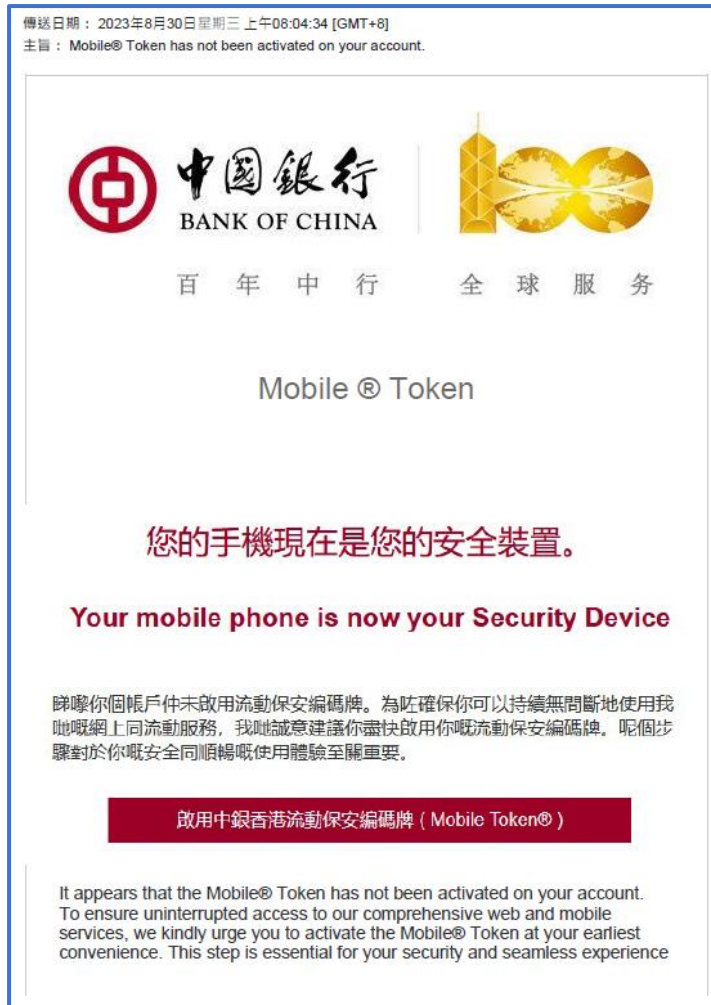 傳送日期： 2023年8月30日星期三 上午08:04:34 [GMT+8]
主旨： Mobile® Token has not been activated on your account.
中國銀行
BANK OF CHINA
百年中行 全球服务
Mobile ® Token
您的手機現在是您的安全裝置。
Your mobile phone is now your Security Device
睇嚟你個帳戶仲未啟用流動保安編碼牌。為咗確保你可以持續無間斷地使用我
哋嘅網上同流動服務，我哋誠意建議你盡快啟用你嘅流動保安編碼牌。呢個步
驟對於你嘅安全同順暢嘅使用體驗至關重要。
啟用中銀香港流動保安編碼牌 ( Mobile Token® )
It appears that the Mobile® Token has not been activated on your account.
To ensure uninterrupted access to our comprehensive web and mobile
services, we kindly urge you to activate the Mobile® Token at your earliest
convenience. This step is essential for your security and seamless experience